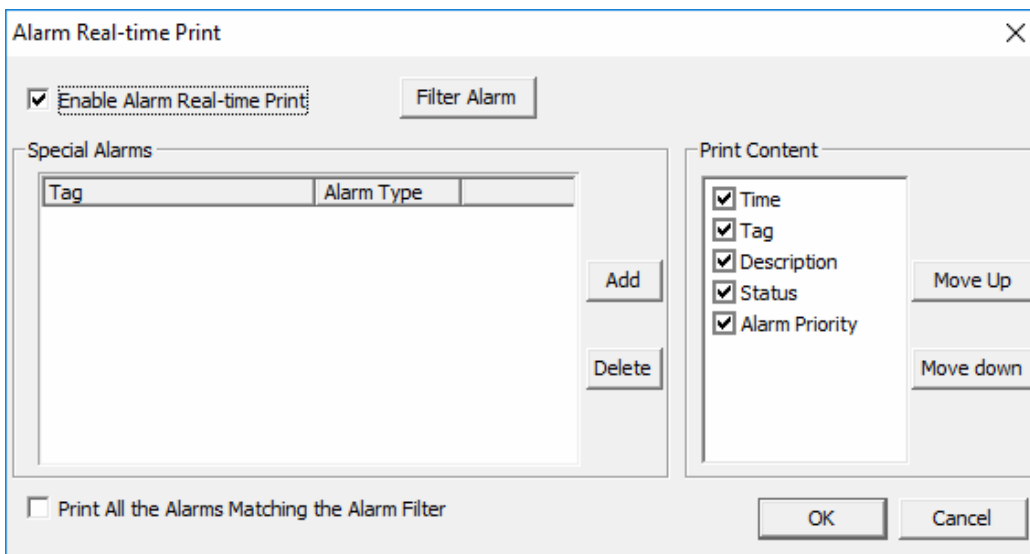 Alarm Real-time Print
Enable Alarm Real-time Print
Filter Alarm
Special Alarms
Tag Alarm Type
Add
Delete
Print Content
Time
Tag
Description
Status
Alarm Priority
Move Up
Move down
Print All the Alarms Matching the Alarm Filter
OK
Cancel